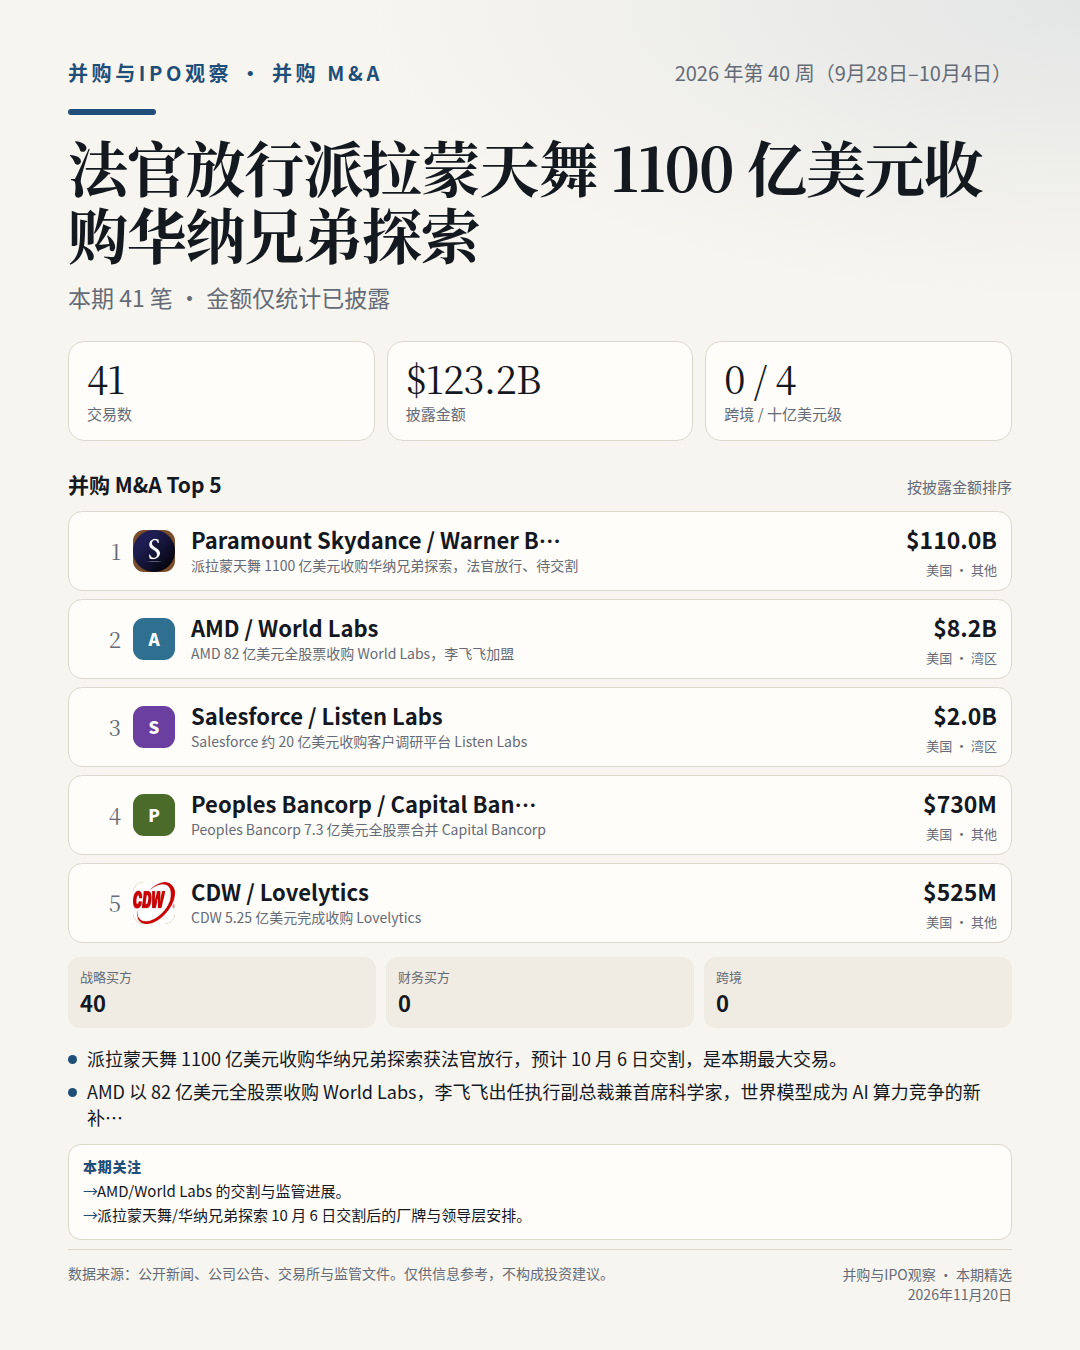 并购与IPO观察 · 并购 M&A
2026 年第 40 周（9月28日–10月4日）
法官放行派拉蒙天舞 1100 亿美元收
购华纳兄弟探索
本期 41 笔 · 金额仅统计已披露
41
交易数
$123.2B
披露金额
0 / 4
跨境 / 十亿美元级
并购 M&A Top 5
按披露金额排序
1
S
Paramount Skydance / Warner B…
派拉蒙天舞 1100 亿美元收购华纳兄弟探索，法官放行、待交割
$110.0B
美国 · 其他
2
A
AMD / World Labs
AMD 82 亿美元全股票收购 World Labs，李飞飞加盟
$8.2B
美国 · 湾区
3
S
Salesforce / Listen Labs
Salesforce 约 20 亿美元收购客户调研平台 Listen Labs
$2.0B
美国 · 湾区
4
P
Peoples Bancorp / Capital Ban…
Peoples Bancorp 7.3 亿美元全股票合并 Capital Bancorp
$730M
美国 · 其他
5
CDW
CDW / Lovelytics
CDW 5.25 亿美元完成收购 Lovelytics
$525M
美国 · 其他
战略买方
40
财务买方
0
跨境
0
派拉蒙天舞 1100 亿美元收购华纳兄弟探索获法官放行，预计 10 月 6 日交割，是本期最大交易。
AMD 以 82 亿美元全股票收购 World Labs，李飞飞出任执行副总裁兼首席科学家，世界模型成为 AI 算力竞争的新
补…
本期关注
→AMD/World Labs 的交割与监管进展。
→派拉蒙天舞/华纳兄弟探索 10 月 6 日交割后的厂牌与领导层安排。
数据来源：公开新闻、公司公告、交易所与监管文件。仅供信息参考，不构成投资建议。
并购与IPO观察 · 本期精选
2026年11月20日